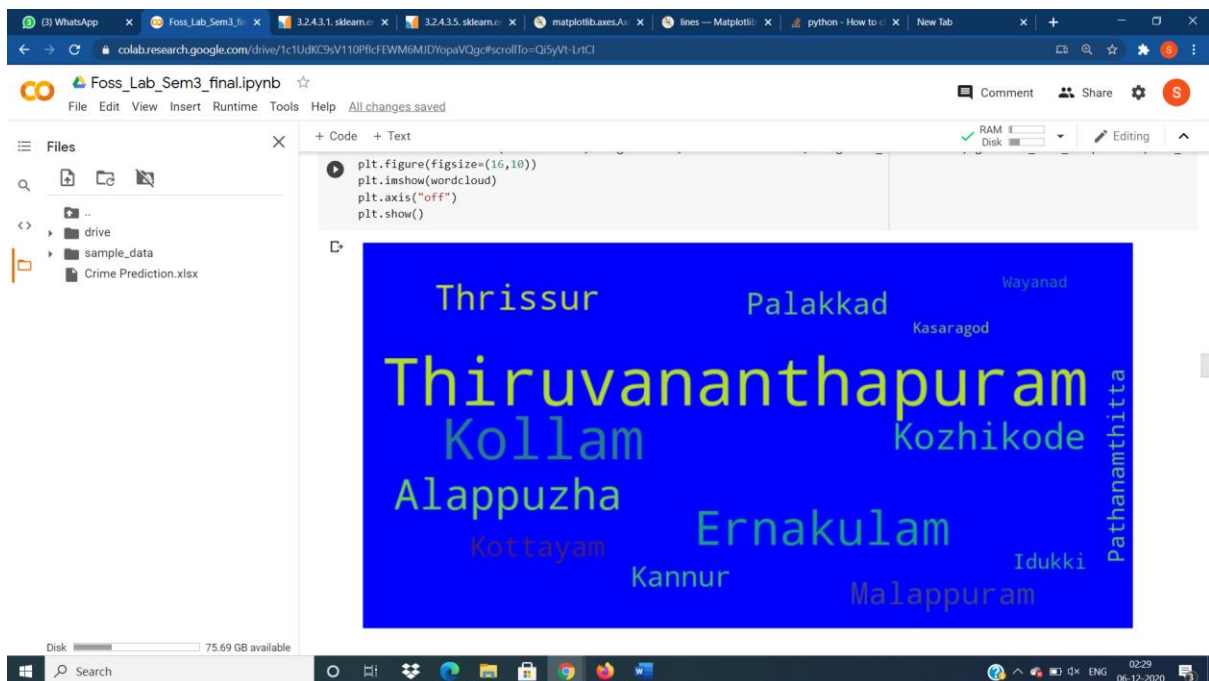 (3) WhatsApp
Foss_Lab_Sem3_fi
3.2.4.3.1. sklearn.e
3.2.4.3.5. sklearn.e
matplotlib.axes.Ax
lines — Matplotlib
python - How to c
New Tab
colab.research.google.com/drive/1c1UdKC9sV110PflcFEWM6MJDYopaVQgc#scrollTo=Qi5yVt-LrtCI
S
CO
Foss_Lab_Sem3_final.ipynb
File Edit View Insert Runtime Tools Help All changes saved
Comment
Share
S
Files
+ Code + Text
RAM
Disk
Editing
..
drive
sample_data
Crime Prediction.xlsx
plt.figure(figsize=(16,10))
plt.imshow(wordcloud)
plt.axis("off")
plt.show()
Thrissur
Palakkad
Wayanad
Kasaragod
Thiruvananthapuram
Kollam
Kozhikode
Pathanamthitta
Alappuzha
Ernakulam
Kottayam
Idukki
Kannur
Malappuram
Disk 75.69 GB available
Search
ENG
02:29
06-12-2020
3